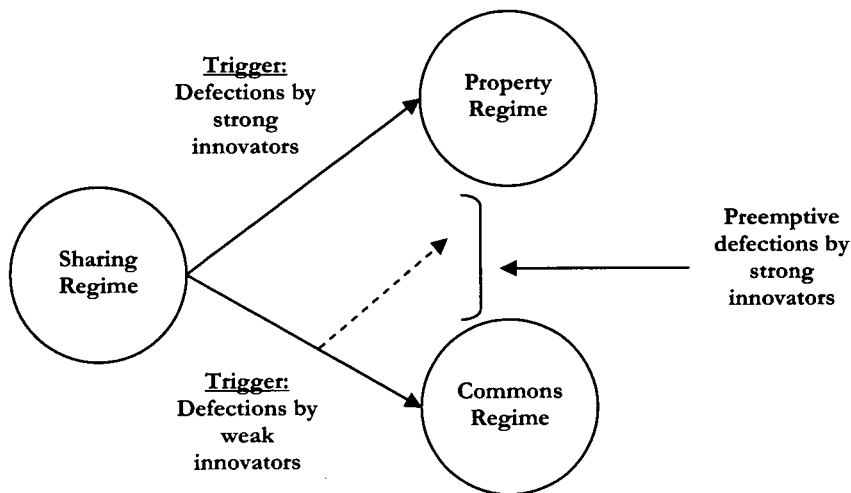 Trigger:
Defections by
strong
innovators
Property
Regime
Sharing
Regime
Preemptive
defections by
strong
innovators
Trigger:
Defections by
weak
innovators
Commons
Regime